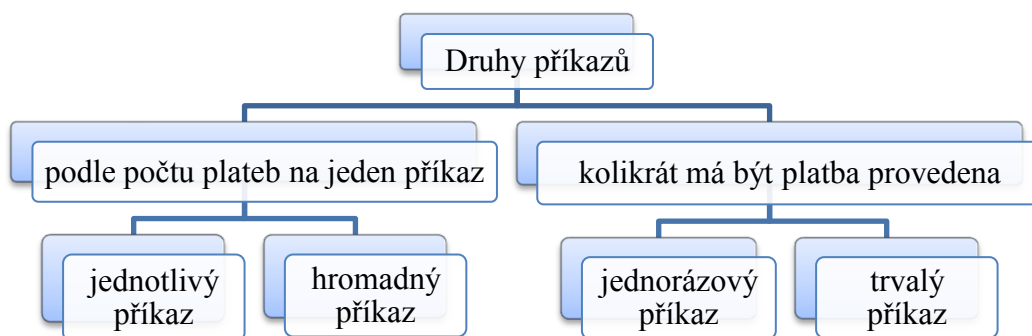 Druhy příkazů
podle počtu plateb na jeden příkaz
kolikrát má být platba provedena
jednotlivý
příkaz
hromadný
příkaz
jednorázový
příkaz
trvalý
příkaz